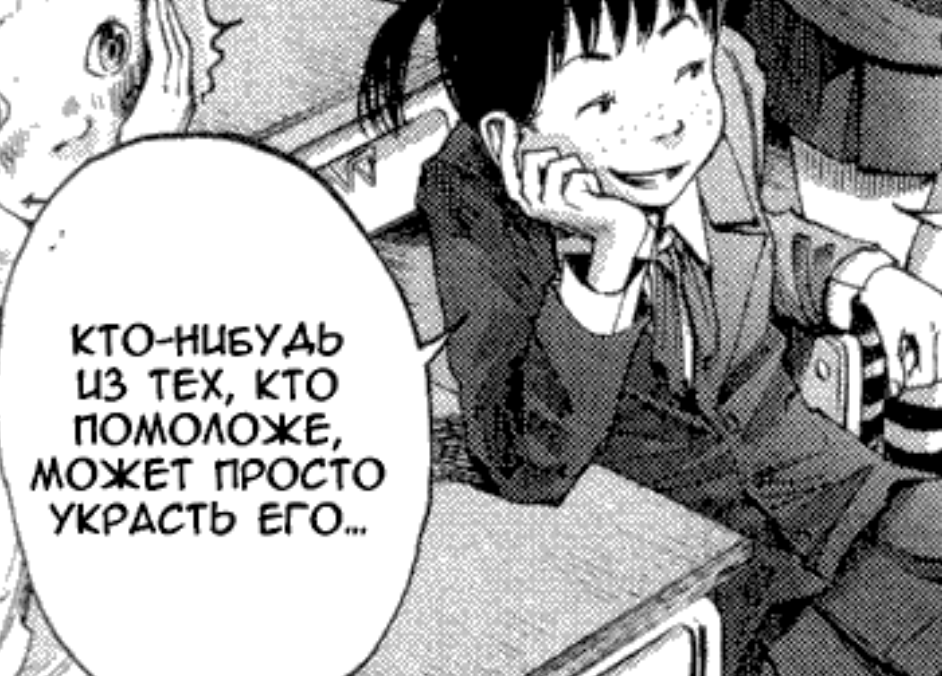 КТО-НИБУДЬ
ИЗ ТЕХ, КТО
ПОМОЛОЖЕ,
МОЖЕТ ПРОСТО
УКРАСТЬ ЕГО...